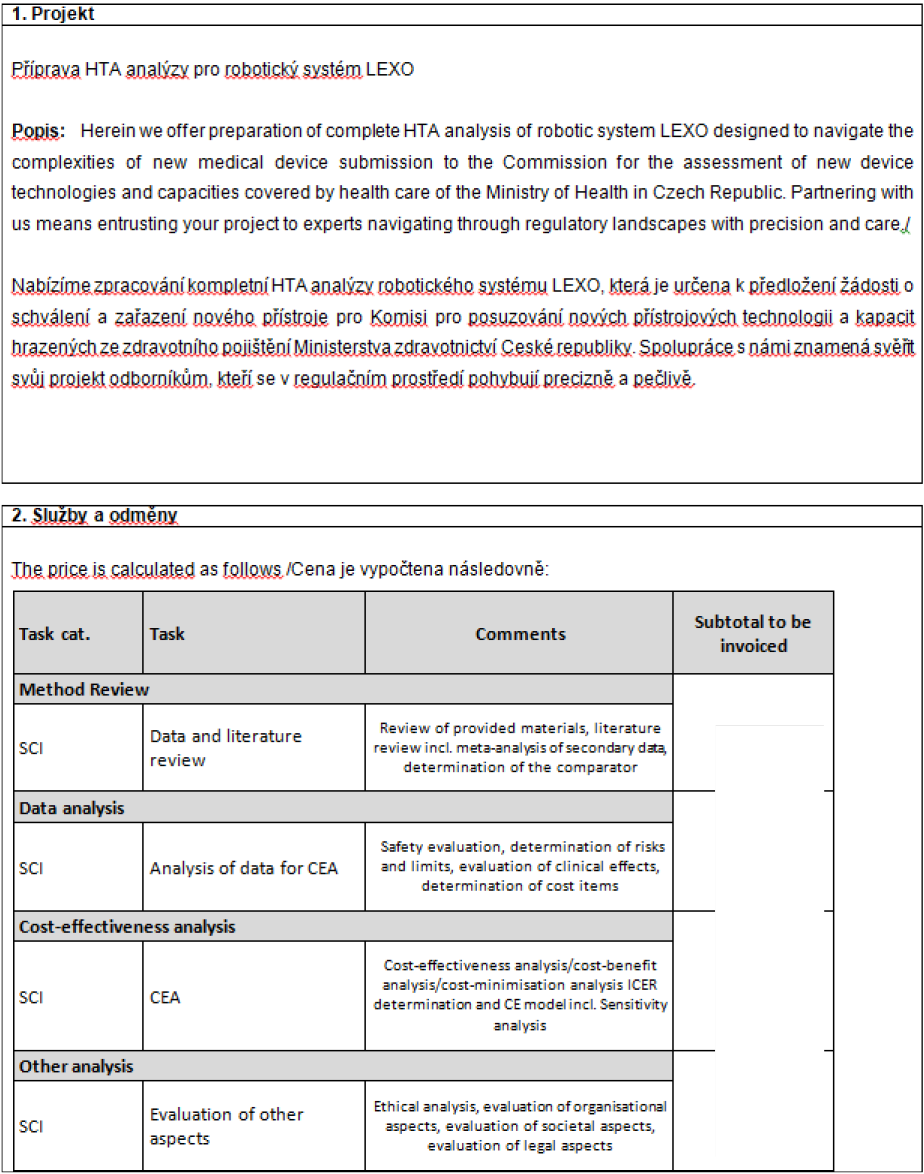 1. Projekt
Příprava HTA analýzy pro robotický systém LEXO
Popis: Herein we offer preparation of complete HTA analysis of robotic system LEXO designed to navigate the
complexities of new medical device submission to the Commission for the assessment of new device
technologies and capacities covered by health care of the Ministry of Health in Czech Republic. Partnering with
us means entrusting your project to experts navigating through regulatory landscapes with precision and care./
Nabízíme zpracování kompletní HTA analýzy robotického systému LEXO, která je určena k předložení žádosti o
schválení a zařazení nového přístroje pro Komisi pro posuzování nových přístrojových technologii a kapacit
hrazených ze zdravotního pojištění Ministerstva zdravotnictví České republiky. Spolupráce s námi znamená svěřit
svůj projekt odborníkům, kteří se v regulačním prostředí pohybují precizně a pečlivě.
2. Služby a odměny
The price is calculated as follows /Cena je vypočtena následovně:
Task cat. Task Comments Subtotal to be
invoiced
Method Review
SCI
Data and literature
review
Review of provided materials, literature
review incl. meta-analysis of secondary data,
determination of the comparator
Data analysis
SCI
Analysis of data for CEA
Safety evaluation, determination of risks
and limits, evaluation of clinical effects,
determination of cost items
Cost-effectiveness analysis
SCI
CEA
Cost-effectiveness analysis/cost-benefit
analysis/cost-minimisation analysis ICER
determination and CE model incl. Sensitivity
analysis
Other analysis
SCI
Evaluation of other
aspects
Ethical analysis, evaluation of organisational
aspects, evaluation of societal aspects,
evaluation of legal aspects